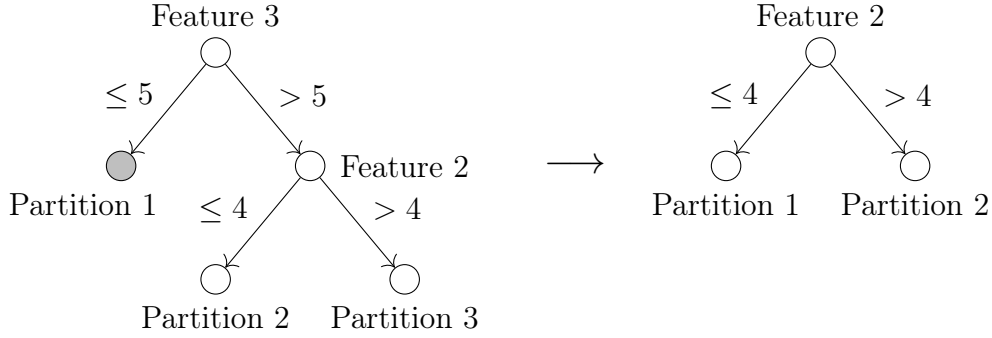 Feature 3
≤ 5
> 5
Partition 1
Feature 2
≤ 4
> 4
Partition 2
Partition 3
⟶
Feature 2
≤ 4
> 4
Partition 1
Partition 2